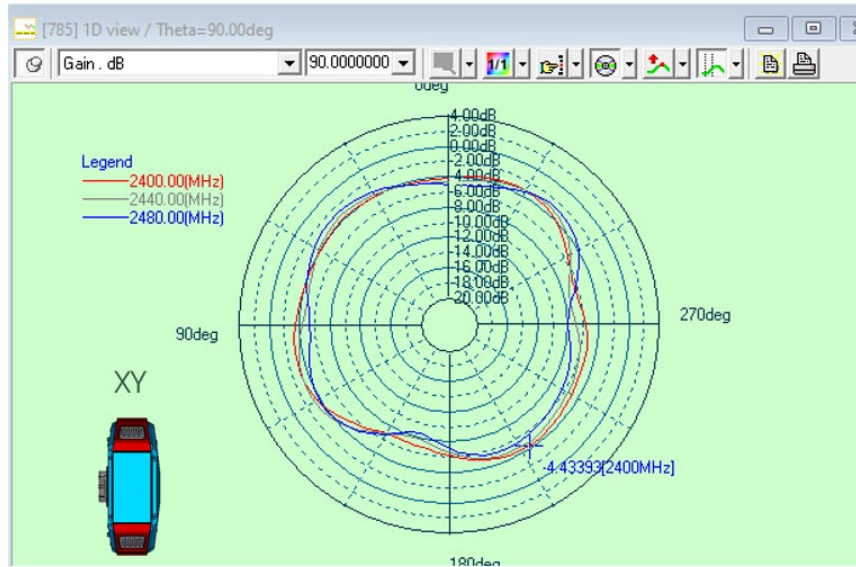 [785] 1D view / Theta=90.00deg
Gain . dB
90.0000000
1/1
0deg
4.00dB
2.00dB
0.00dB
-2.00dB
-4.00dB
-6.00dB
-8.00dB
-10.00dB
-12.00dB
-14.00dB
-16.00dB
-18.00dB
-20.00dB
Legend
2400.00(MHz)
2440.00(MHz)
2480.00(MHz)
90deg
270deg
XY
-4.43393[2400MHz]
180deg